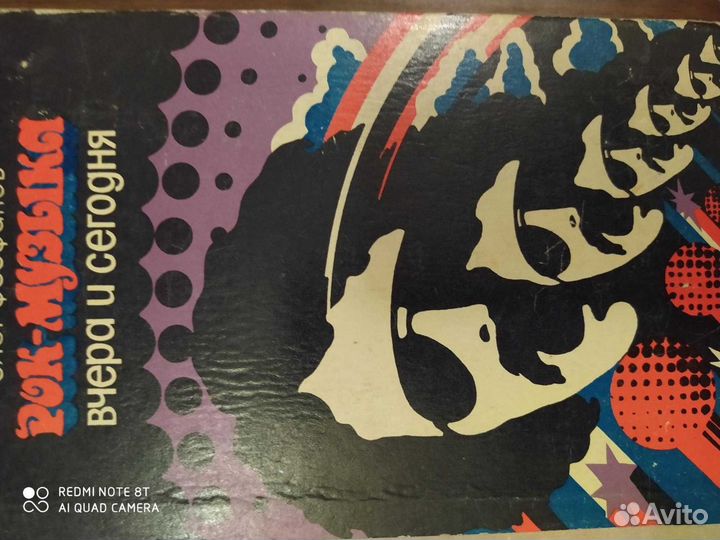 РОК-МУЗЫКА
вчера и сегодня
REDMI NOTE 8T
AI QUAD CAMERA
Avito